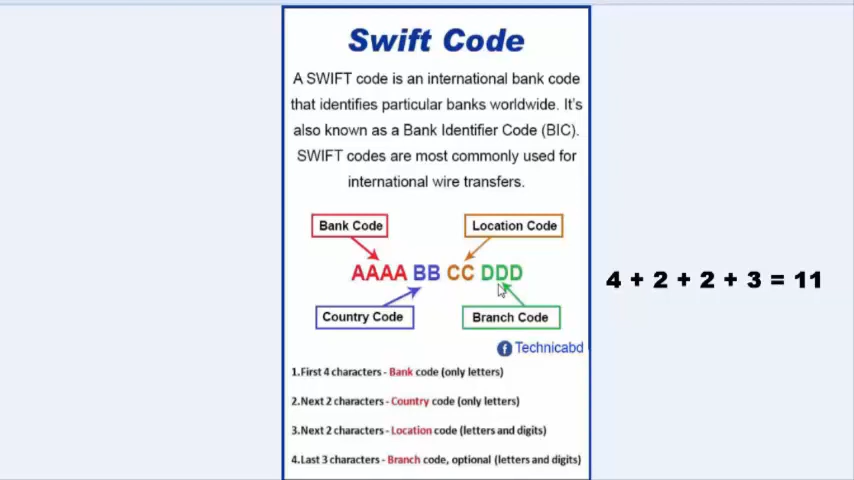 Swift Code
A SWIFT code is an international bank code
that identifies particular banks worldwide. It's
also known as a Bank Identifier Code (BIC).
SWIFT codes are most commonly used for
international wire transfers.
Bank Code
Location Code
AAAA BB CC DDD
4 + 2 + 2 + 3 = 11
Country Code
Branch Code
f Technicabd
1.First 4 characters - Bank code (only letters)
2.Next 2 characters - Country code (only letters)
3.Next 2 characters - Location code (letters and digits)
4.Last 3 characters - Branch code, optional (letters and digits)